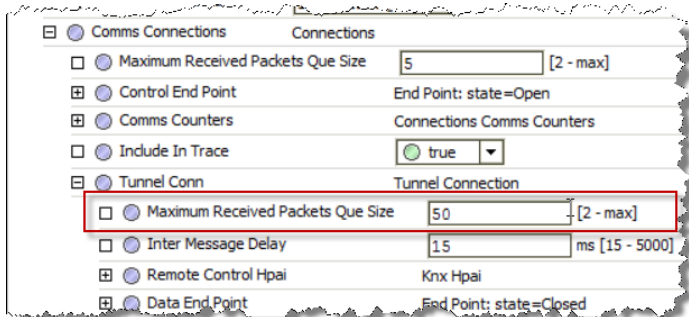 Comms Connections Connections
Maximum Received Packets Que Size 5 [2 - max]
Control End Point End Point: state=Open
Comms Counters Connections Comms Counters
Include In Trace true
Tunnel Conn Tunnel Connection
Maximum Received Packets Que Size 50 [2 - max]
Inter Message Delay 15 ms [15 - 5000]
Remote Control Hpai Knx Hpai
Data End Point End Point: state=Closed